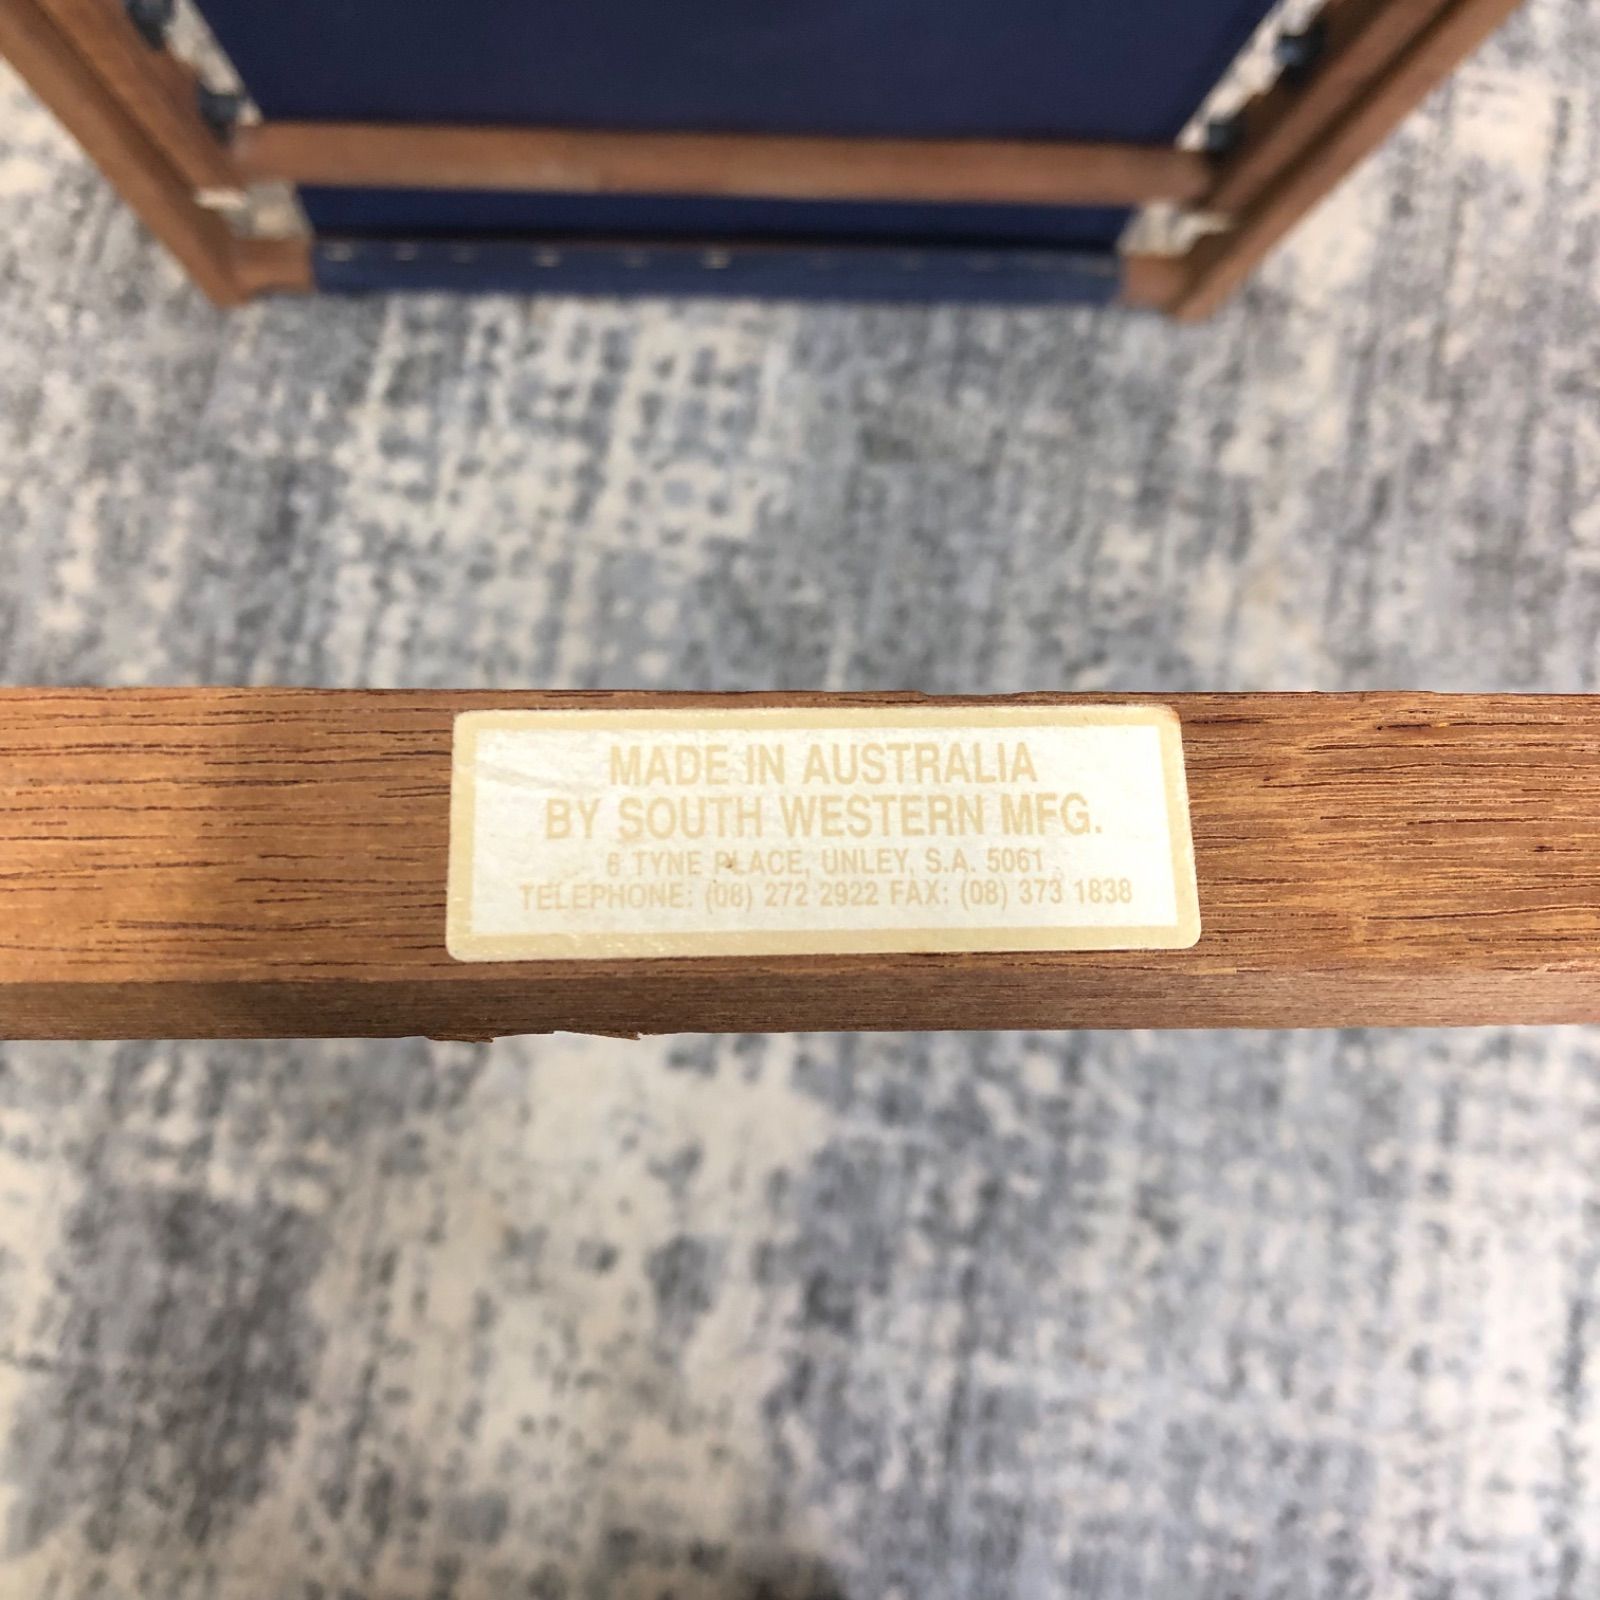 MADE IN AUSTRALIA
BY SOUTH WESTERN MFG.
6 TYNE PLACE, UNLEY, S.A. 5061
TELEPHONE: (08) 272 2922 FAX: (08) 373 1838